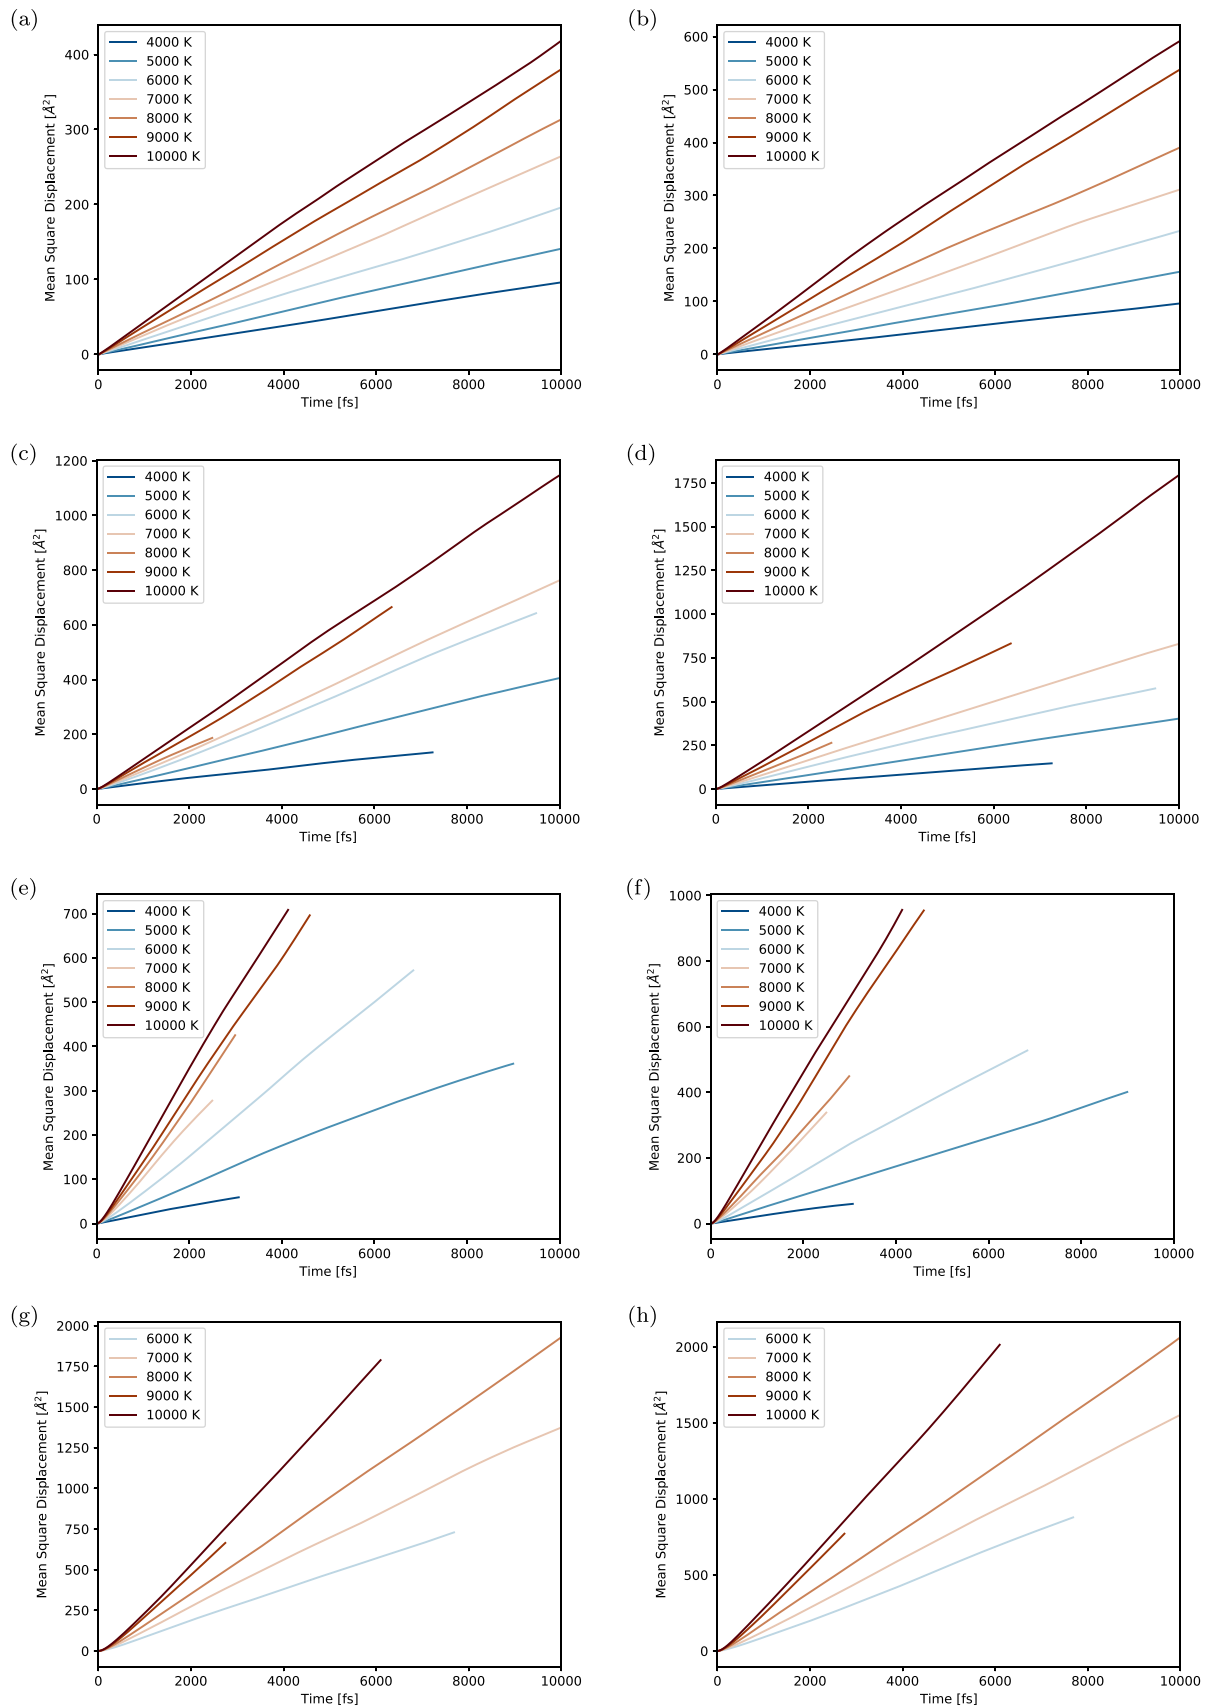 (a)
400
300
200
100
0
Mean Square Displacement [Å²]
4000 K
5000 K
6000 K
7000 K
8000 K
9000 K
10000 K
0 2000 4000 6000 8000 10000
Time [fs]
(b)
600
500
400
300
200
100
0
Mean Square Displacement [Å²]
4000 K
5000 K
6000 K
7000 K
8000 K
9000 K
10000 K
0 2000 4000 6000 8000 10000
Time [fs]
(c)
1200
1000
800
600
400
200
0
Mean Square Displacement [Å²]
4000 K
5000 K
6000 K
7000 K
8000 K
9000 K
10000 K
0 2000 4000 6000 8000 10000
Time [fs]
(d)
1750
1500
1250
1000
750
500
250
0
Mean Square Displacement [Å²]
4000 K
5000 K
6000 K
7000 K
8000 K
9000 K
10000 K
0 2000 4000 6000 8000 10000
Time [fs]
(e)
700
600
500
400
300
200
100
0
Mean Square Displacement [Å²]
4000 K
5000 K
6000 K
7000 K
8000 K
9000 K
10000 K
0 2000 4000 6000 8000 10000
Time [fs]
(f)
1000
800
600
400
200
0
Mean Square Displacement [Å²]
4000 K
5000 K
6000 K
7000 K
8000 K
9000 K
10000 K
0 2000 4000 6000 8000 10000
Time [fs]
(g)
2000
1750
1500
1250
1000
750
500
250
0
Mean Square Displacement [Å²]
6000 K
7000 K
8000 K
9000 K
10000 K
0 2000 4000 6000 8000 10000
Time [fs]
(h)
2000
1500
1000
500
0
Mean Square Displacement [Å²]
6000 K
7000 K
8000 K
9000 K
10000 K
0 2000 4000 6000 8000 10000
Time [fs]